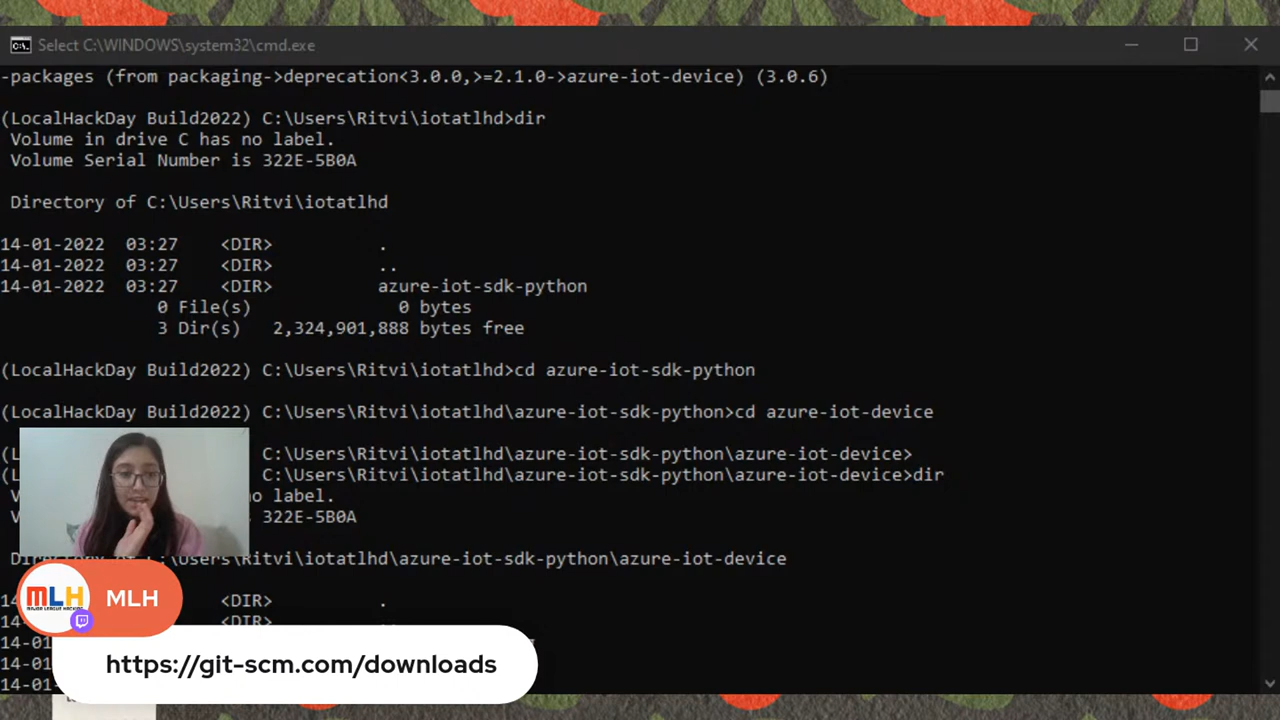 Select C:\WINDOWS\system32\cmd.exe
-packages (from packaging->deprecation<3.0.0,>=2.1.0->azure-iot-device) (3.0.6)
(LocalHackDay Build2022) C:\Users\Ritvi\iotatlhd>dir
Volume in drive C has no label.
Volume Serial Number is 322E-5B0A
Directory of C:\Users\Ritvi\iotatlhd
14-01-2022 03:27 <DIR> .
14-01-2022 03:27 <DIR> ..
14-01-2022 03:27 <DIR> azure-iot-sdk-python
0 File(s) 0 bytes
3 Dir(s) 2,324,901,888 bytes free
(LocalHackDay Build2022) C:\Users\Ritvi\iotatlhd>cd azure-iot-sdk-python
(LocalHackDay Build2022) C:\Users\Ritvi\iotatlhd\azure-iot-sdk-python>cd azure-iot-device
C:\Users\Ritvi\iotatlhd\azure-iot-sdk-python\azure-iot-device>
C:\Users\Ritvi\iotatlhd\azure-iot-sdk-python\azure-iot-device>dir
no label.
322E-5B0A
Directory of C:\Users\Ritvi\iotatlhd\azure-iot-sdk-python\azure-iot-device
<DIR> .
<DIR>
MLH
MAJOR LEAGUE HACKING
MLH
14-01
14-01
14-01
https://git-scm.com/downloads